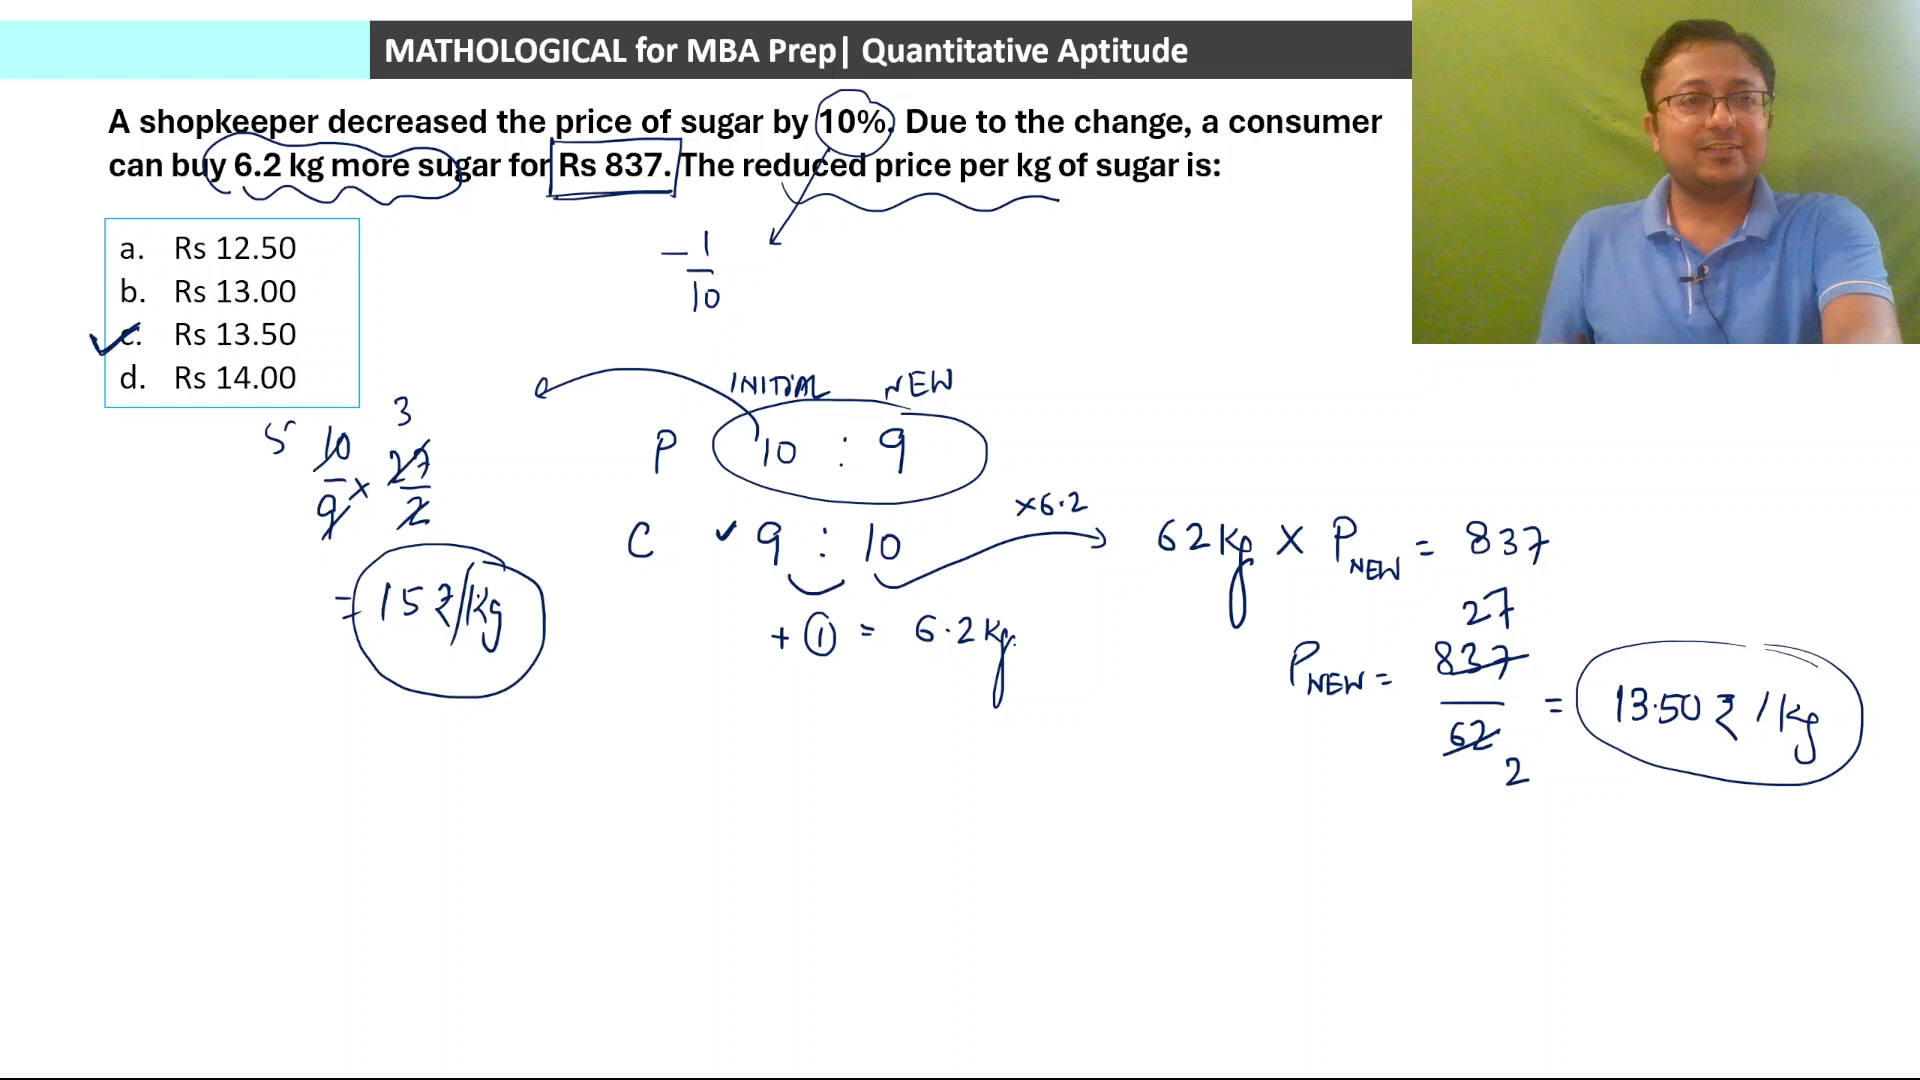 MATHOLOGICAL for MBA Prep| Quantitative Aptitude
A shopkeeper decreased the price of sugar by 10%. Due to the change, a consumer
can buy 6.2 kg more sugar for Rs 837. The reduced price per kg of sugar is:
a. Rs 12.50
b. Rs 13.00
c. Rs 13.50
d. Rs 14.00
- 1
10
INITIAL NEW
P 10 : 9
C ✓ 9 : 10
+ 1 = 6.2 kg.
×6.2
62 kg × P NEW = 837
27
P NEW = 837
62
2
= 13.50 ₹ / kg
5 10 × 27 3
9 2
= 15 ₹/kg